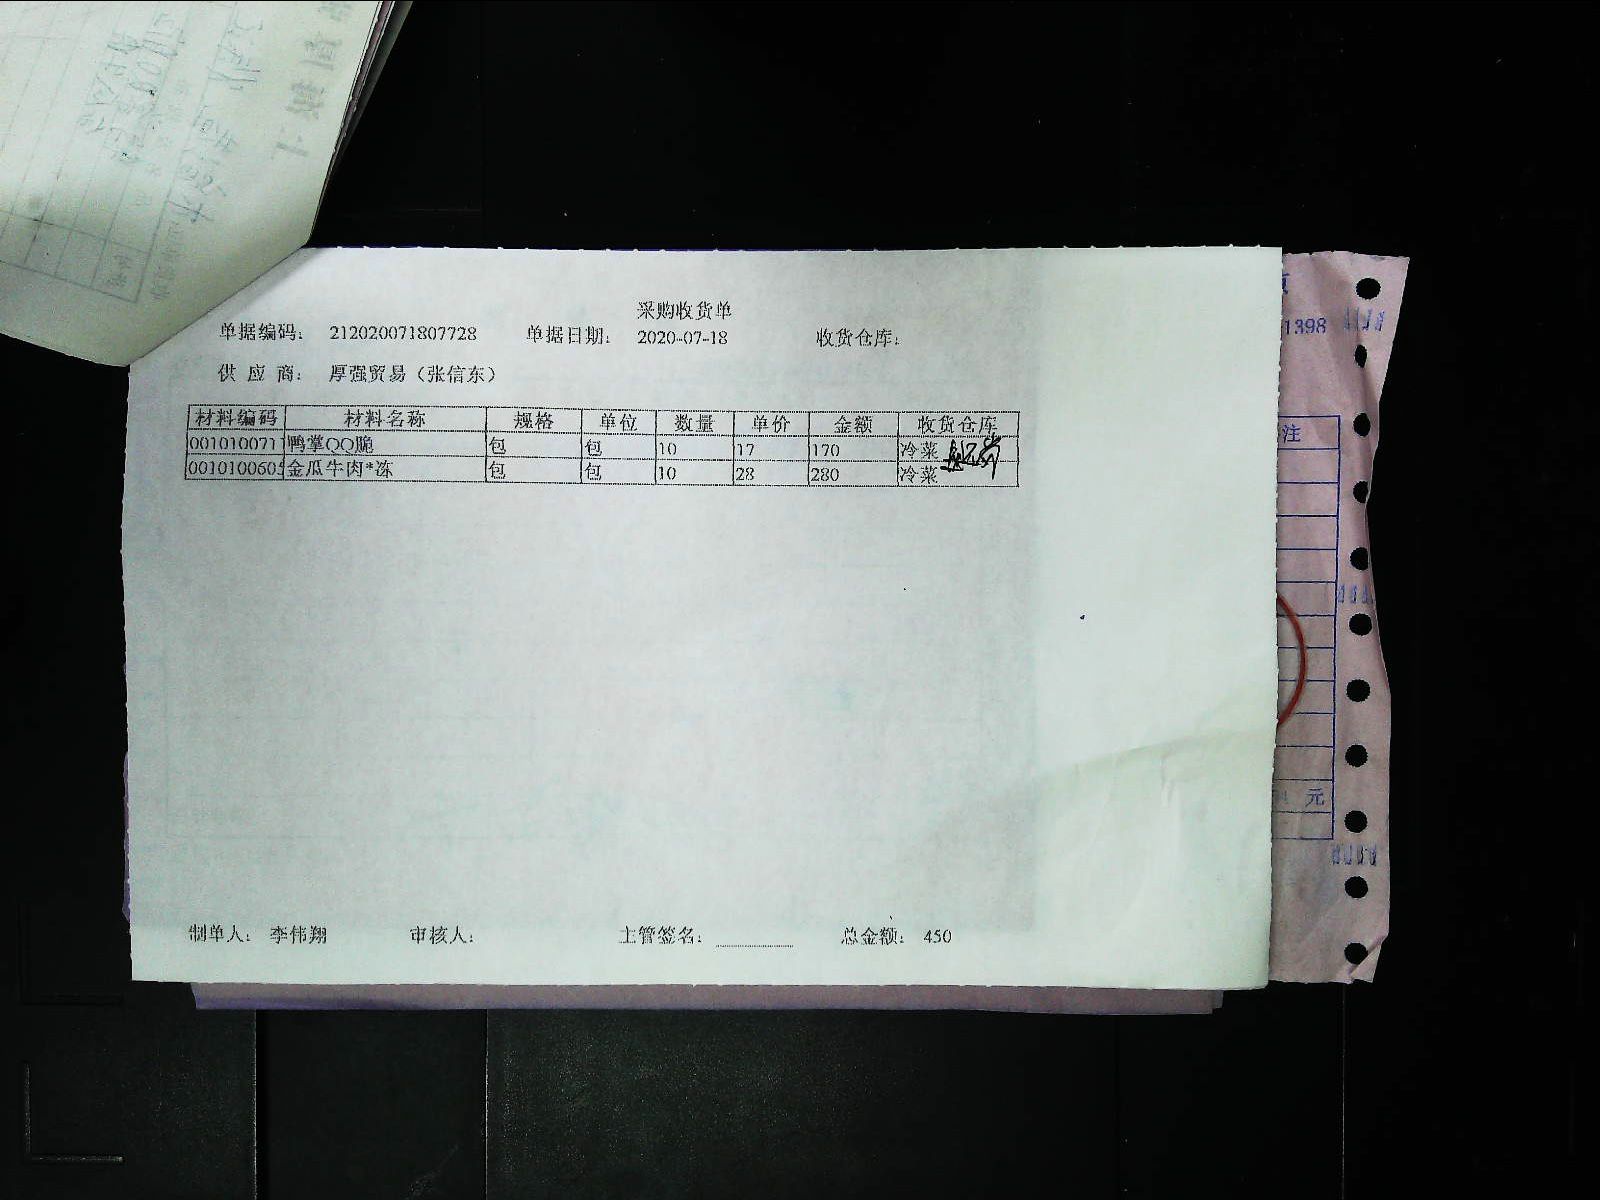 采购收货单
单据编码： 212020071807728 单据日期： 2020-07-18 收货仓库：
供 应 商： 厚强贸易（张信东）
材料编码 材料名称 规格 单位 数量 单价 金额 收货仓库
0010100711 鸭掌QQ脆 包 包 10 17 170 冷菜
001010060 金瓜牛肉*冻 包 包 10 28 280 冷菜
制单人： 李伟翔 审核人： 主管签名： 总金额： 450
1398
注
元